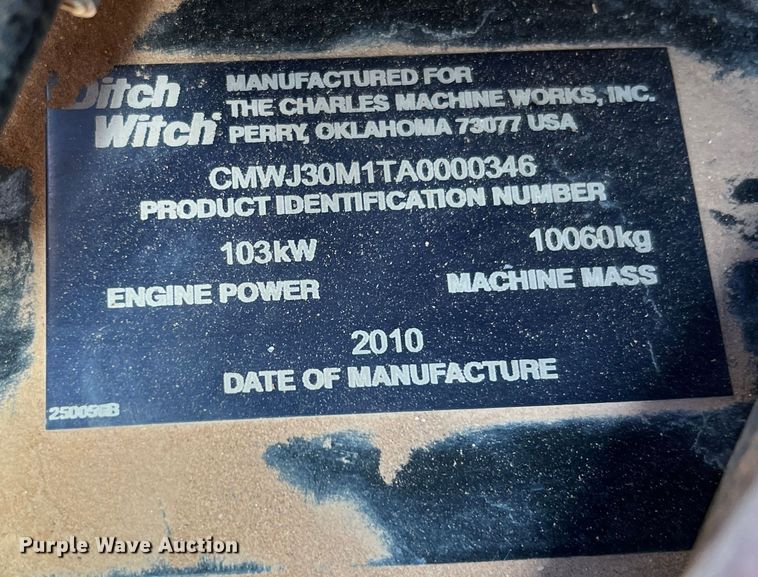 Ditch
Witch
MANUFACTURED FOR
THE CHARLES MACHINE WORKS, INC.
PERRY, OKLAHOMA 73077 USA
CMWJ30M1TA0000346
PRODUCT IDENTIFICATION NUMBER
103kW
ENGINE POWER
10060kg
MACHINE MASS
2010
DATE OF MANUFACTURE
Purple Wave Auction